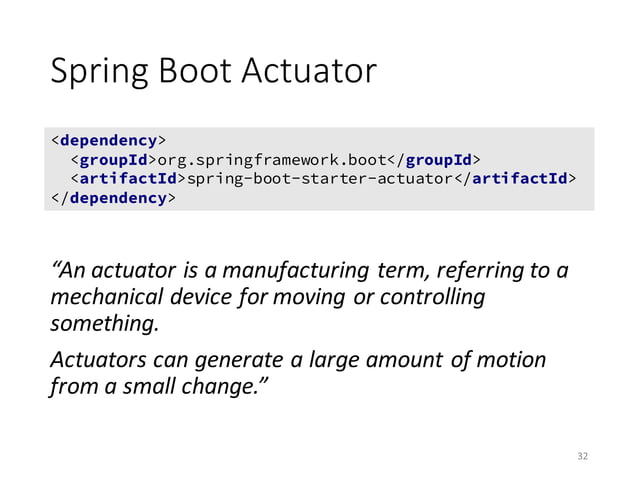 Spring Boot Actuator
<dependency>
  <groupId>org.springframework.boot</groupId>
  <artifactId>spring-boot-starter-actuator</artifactId>
</dependency>
“An actuator is a manufacturing term, referring to a
mechanical device for moving or controlling
something.
Actuators can generate a large amount of motion
from a small change.”
32